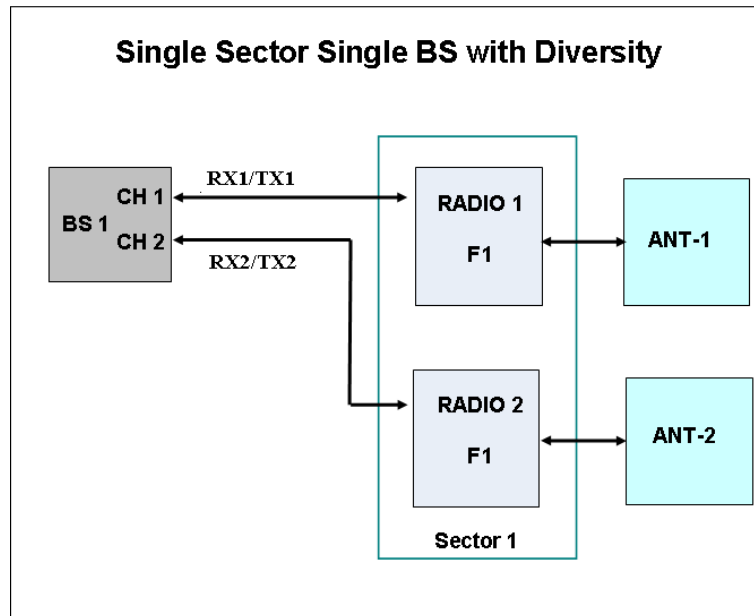 Single Sector Single BS with Diversity
RX1/TX1
CH 1
BS 1
CH 2
RX2/TX2
RADIO 1
F1
ANT-1
RADIO 2
F1
ANT-2
Sector 1